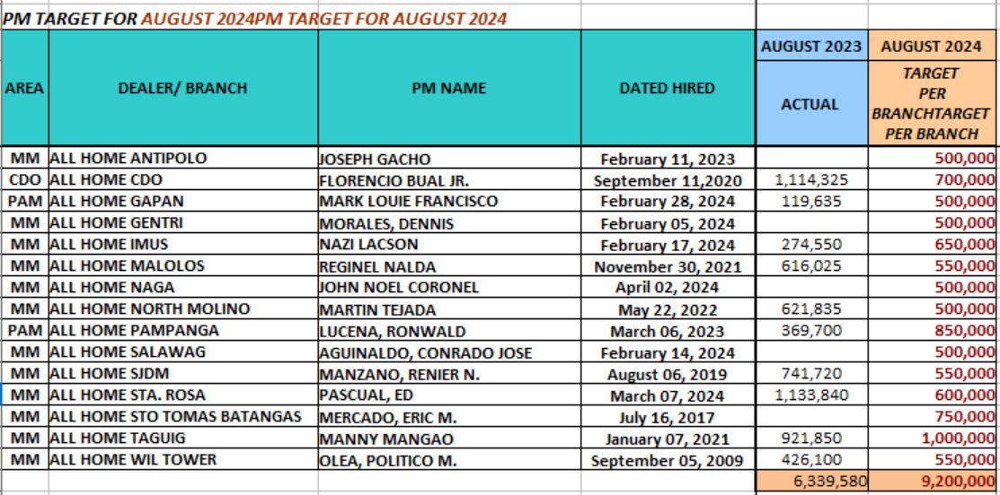 PM TARGET FOR AUGUST 2024PM TARGET FOR AUGUST 2024
AREA DEALER/ BRANCH PM NAME DATED HIRED AUGUST 2023 AUGUST 2024
ACTUAL TARGET
PER
BRANCHTARGET
PER BRANCH
MM ALL HOME ANTIPOLO JOSEPH GACHO February 11, 2023 500,000
CDO ALL HOME CDO FLORENCIO BUAL JR. September 11,2020 1,114,325 700,000
PAM ALL HOME GAPAN MARK LOUIE FRANCISCO February 28, 2024 119,635 500,000
MM ALL HOME GENTRI MORALES, DENNIS February 05, 2024 500,000
MM ALL HOME IMUS NAZI LACSON February 17, 2024 274,550 650,000
MM ALL HOME MALOLOS REGINEL NALDA November 30, 2021 616,025 550,000
MM ALL HOME NAGA JOHN NOEL CORONEL April 02, 2024 500,000
MM ALL HOME NORTH MOLINO MARTIN TEJADA May 22, 2022 621,835 500,000
PAM ALL HOME PAMPANGA LUCENA, RONWALD March 06, 2023 369,700 850,000
MM ALL HOME SALAWAG AGUINALDO, CONRADO JOSE February 14, 2024 500,000
MM ALL HOME SJDM MANZANO, RENIER N. August 06, 2019 741,720 550,000
MM ALL HOME STA. ROSA PASCUAL, ED March 07, 2024 1,133,840 600,000
MM ALL HOME STO TOMAS BATANGAS MERCADO, ERIC M. July 16, 2017 750,000
MM ALL HOME TAGUIG MANNY MANGAO January 07, 2021 921,850 1,000,000
MM ALL HOME WIL TOWER OLEA, POLITICO M. September 05, 2009 426,100 550,000
6,339,580 9,200,000